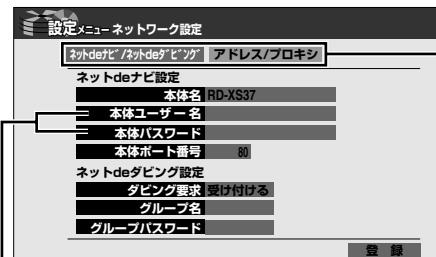 設定メニュー ネットワーク設定
ﾈｯﾄdeﾅﾋﾞ/ﾈｯﾄdeﾀﾞﾋﾞﾝｸﾞ アドレス/プロキシ
ネットdeナビ設定
本体名 RD-XS37
本体ユーザー名
本体パスワード
本体ポート番号 80
ネットdeダビング設定
ダビング要求 受け付ける
グループ名
グループパスワード
登 録